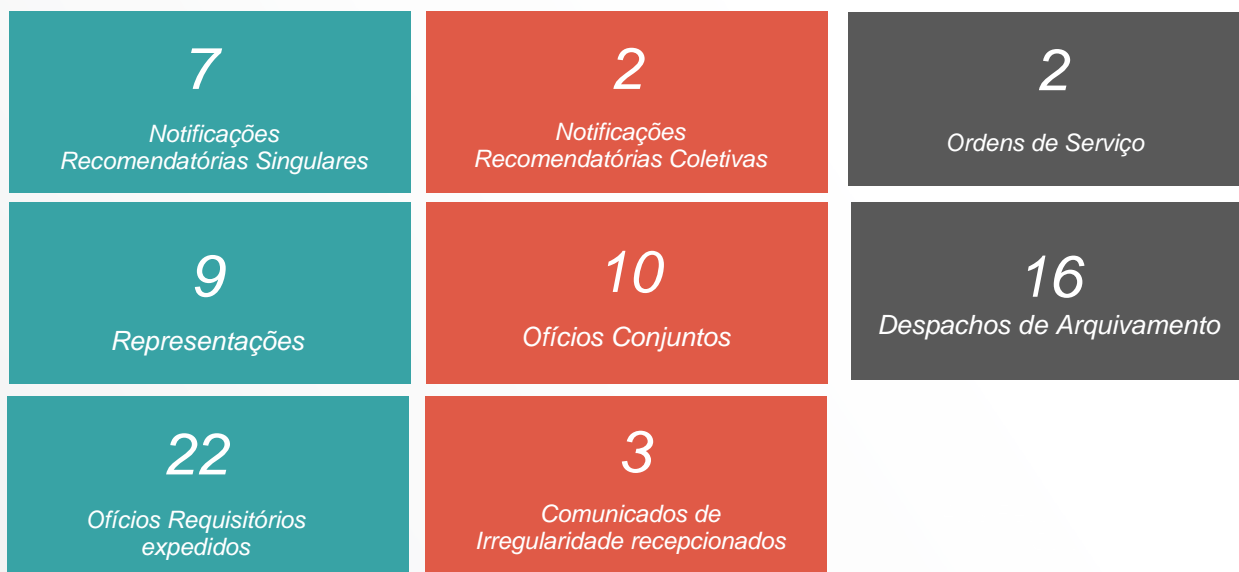 7
Notificações
Recomendatórias Singulares
2
Notificações
Recomendatórias Coletivas
2
Ordens de Serviço
9
Representações
10
Ofícios Conjuntos
16
Despachos de Arquivamento
22
Ofícios Requisitórios
expedidos
3
Comunicados de
Irregularidade recepcionados